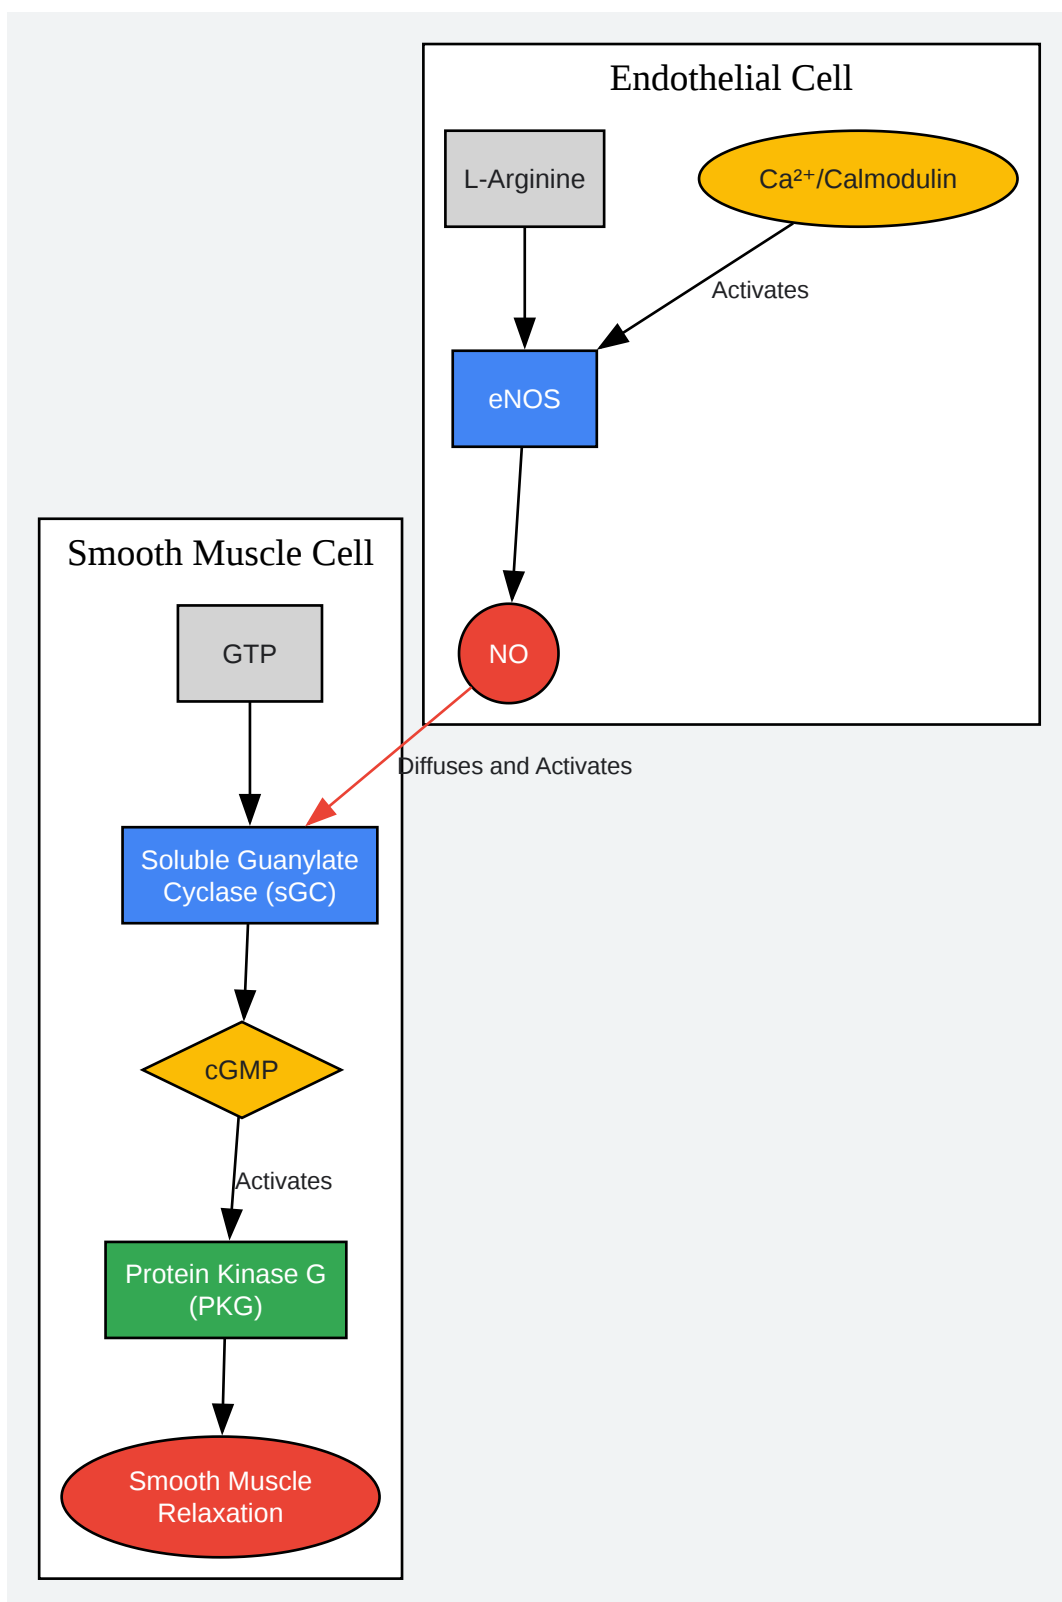 Endothelial Cell
L-Arginine
Ca²⁺/Calmodulin
Activates
eNOS
NO
Diffuses and Activates
Smooth Muscle Cell
GTP
Soluble Guanylate
Cyclase (sGC)
cGMP
Activates
Protein Kinase G
(PKG)
Smooth Muscle
Relaxation